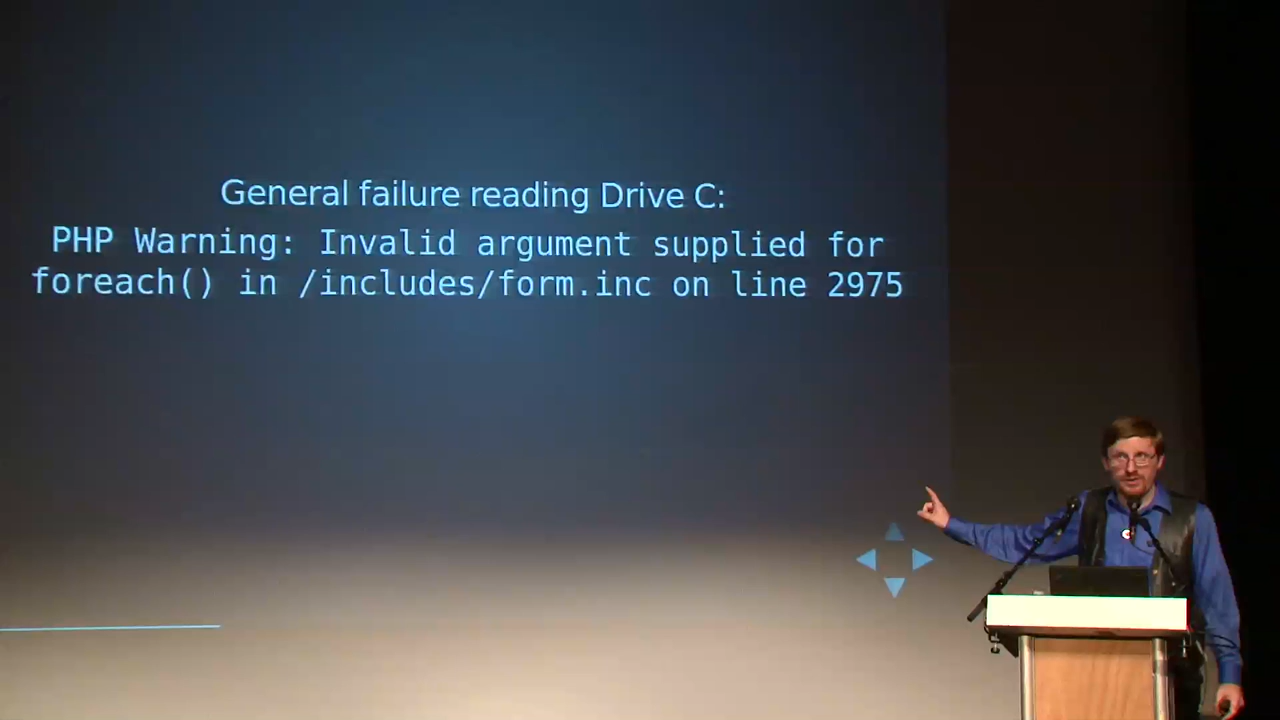 General failure reading Drive C:
PHP Warning: Invalid argument supplied for
foreach() in /includes/form.inc on line 2975